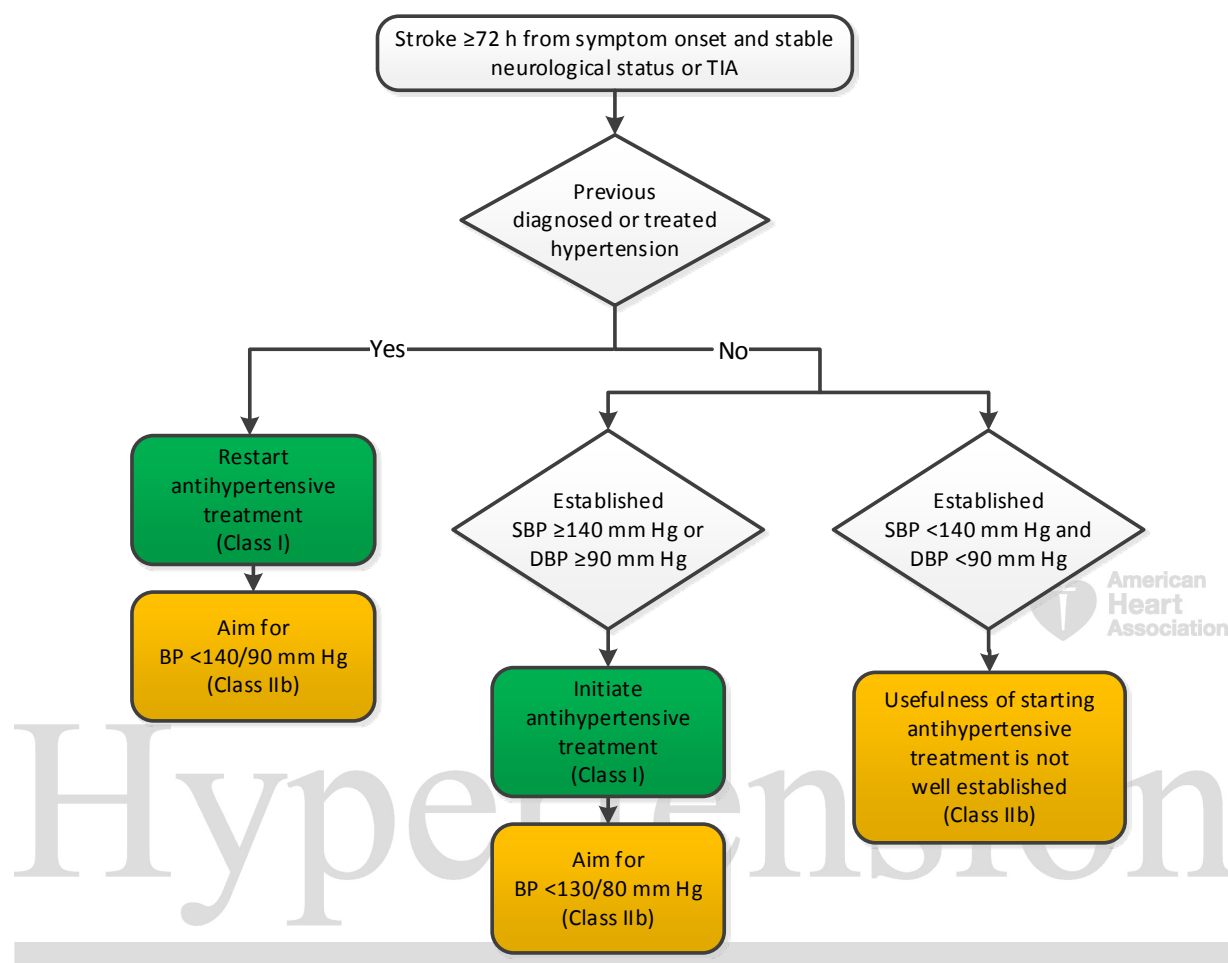 Stroke ≥72 h from symptom onset and stable
neurological status or TIA
Previous
diagnosed or treated
hypertension
Yes
No
Restart
antihypertensive
treatment
(Class I)
Aim for
BP <140/90 mm Hg
(Class IIb)
Established
SBP ≥140 mm Hg or
DBP ≥90 mm Hg
Initiate
antihypertensive
treatment
(Class I)
Aim for
BP <130/80 mm Hg
(Class IIb)
Established
SBP <140 mm Hg and
DBP <90 mm Hg
Usefulness of starting
antihypertensive
treatment is not
well established
(Class IIb)
American
Heart
Association
Hypertension